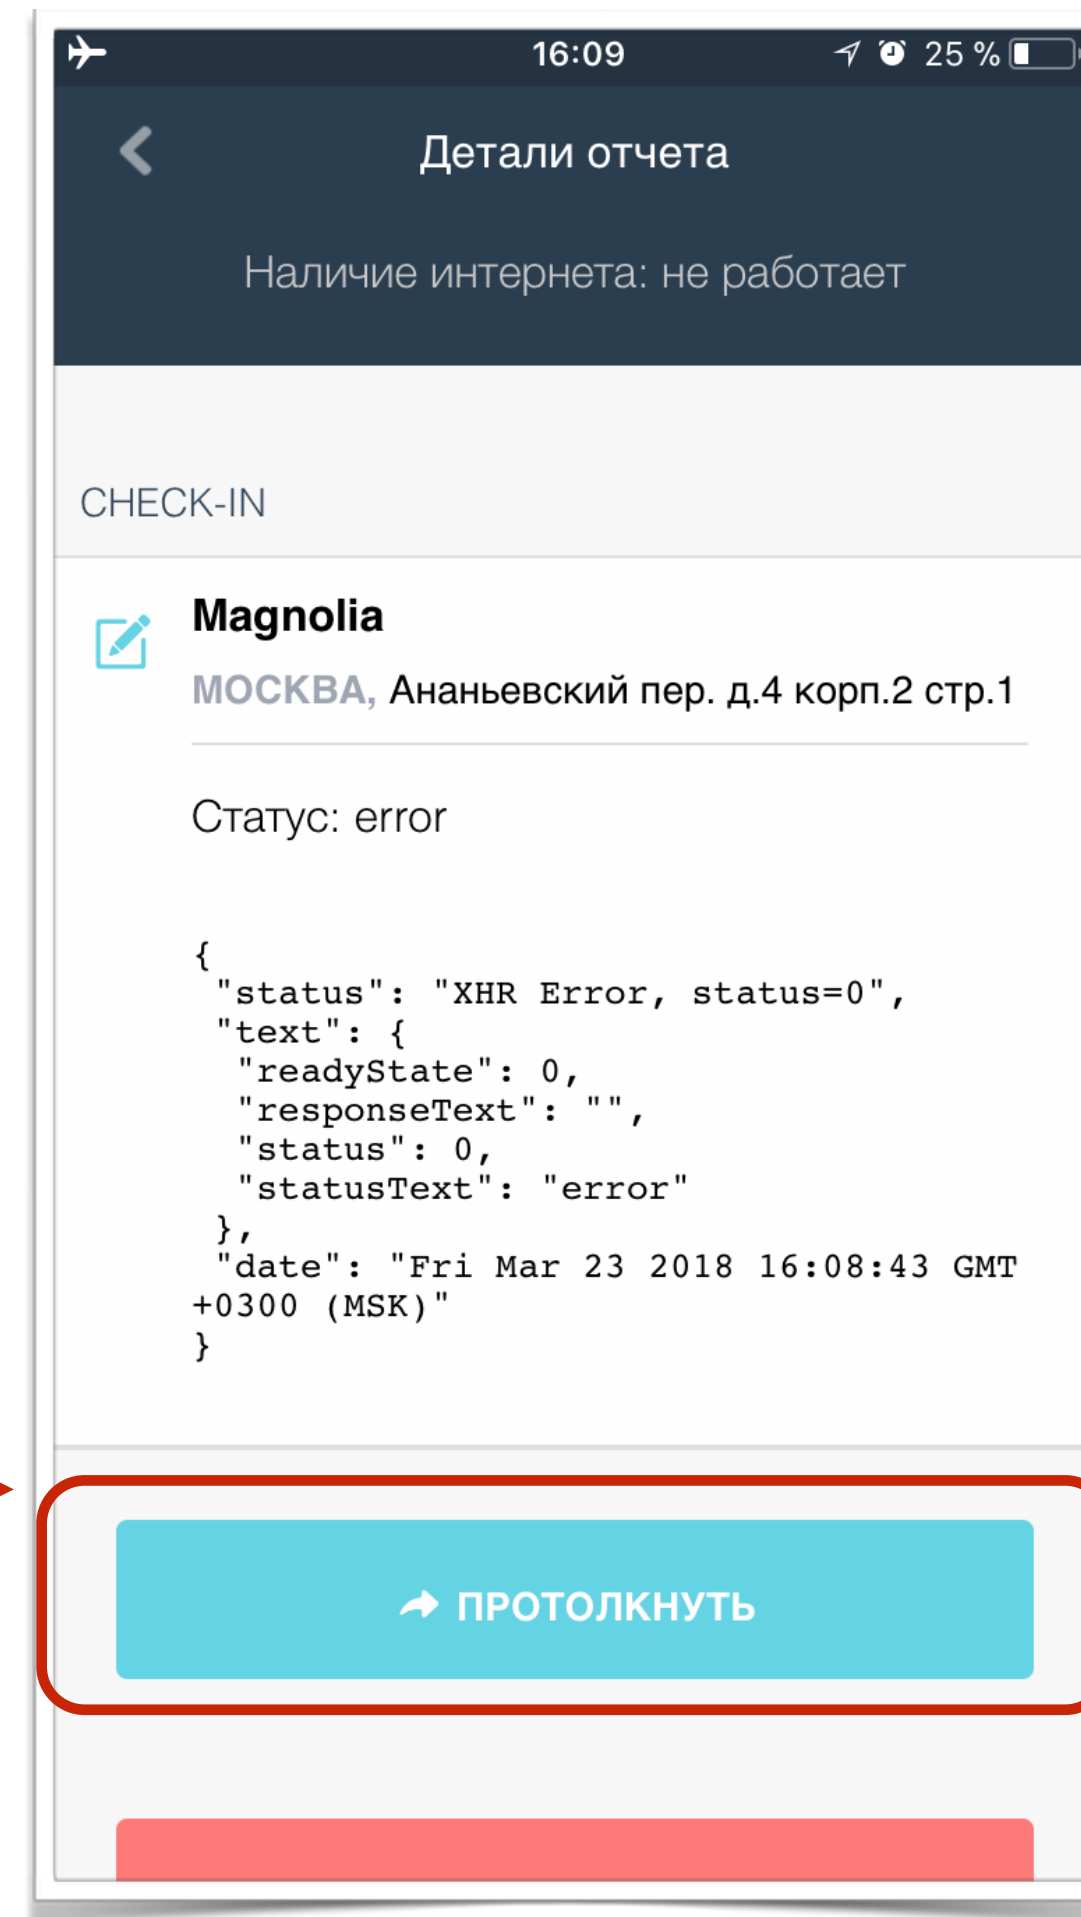 16:09 25 %
Детали отчета
Наличие интернета: не работает
CHECK-IN
Magnolia
МОСКВА, Ананьевский пер. д.4 корп.2 стр.1
Статус: error
{
"status": "XHR Error, status=0",
"text": {
"readyState": 0,
"responseText": "",
"status": 0,
"statusText": "error"
},
"date": "Fri Mar 23 2018 16:08:43 GMT
+0300 (MSK)"
}
ПРОТОЛКНУТЬ